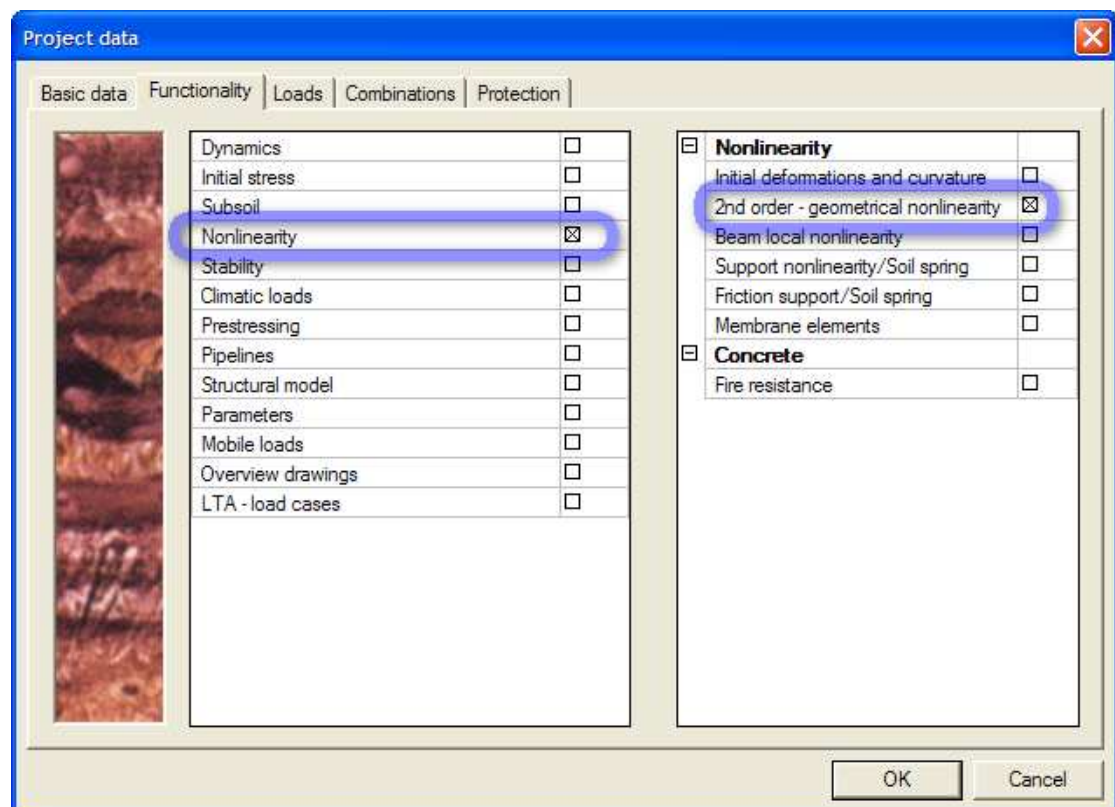 Project data
Basic data Functionality Loads Combinations Protection
Dynamics
Initial stress
Subsoil
Nonlinearity
Stability
Climatic loads
Prestressing
Pipelines
Structural model
Parameters
Mobile loads
Overview drawings
LTA - load cases
Nonlinearity
Initial deformations and curvature
2nd order - geometrical nonlinearity
Beam local nonlinearity
Support nonlinearity/Soil spring
Friction support/Soil spring
Membrane elements
Concrete
Fire resistance
OK Cancel